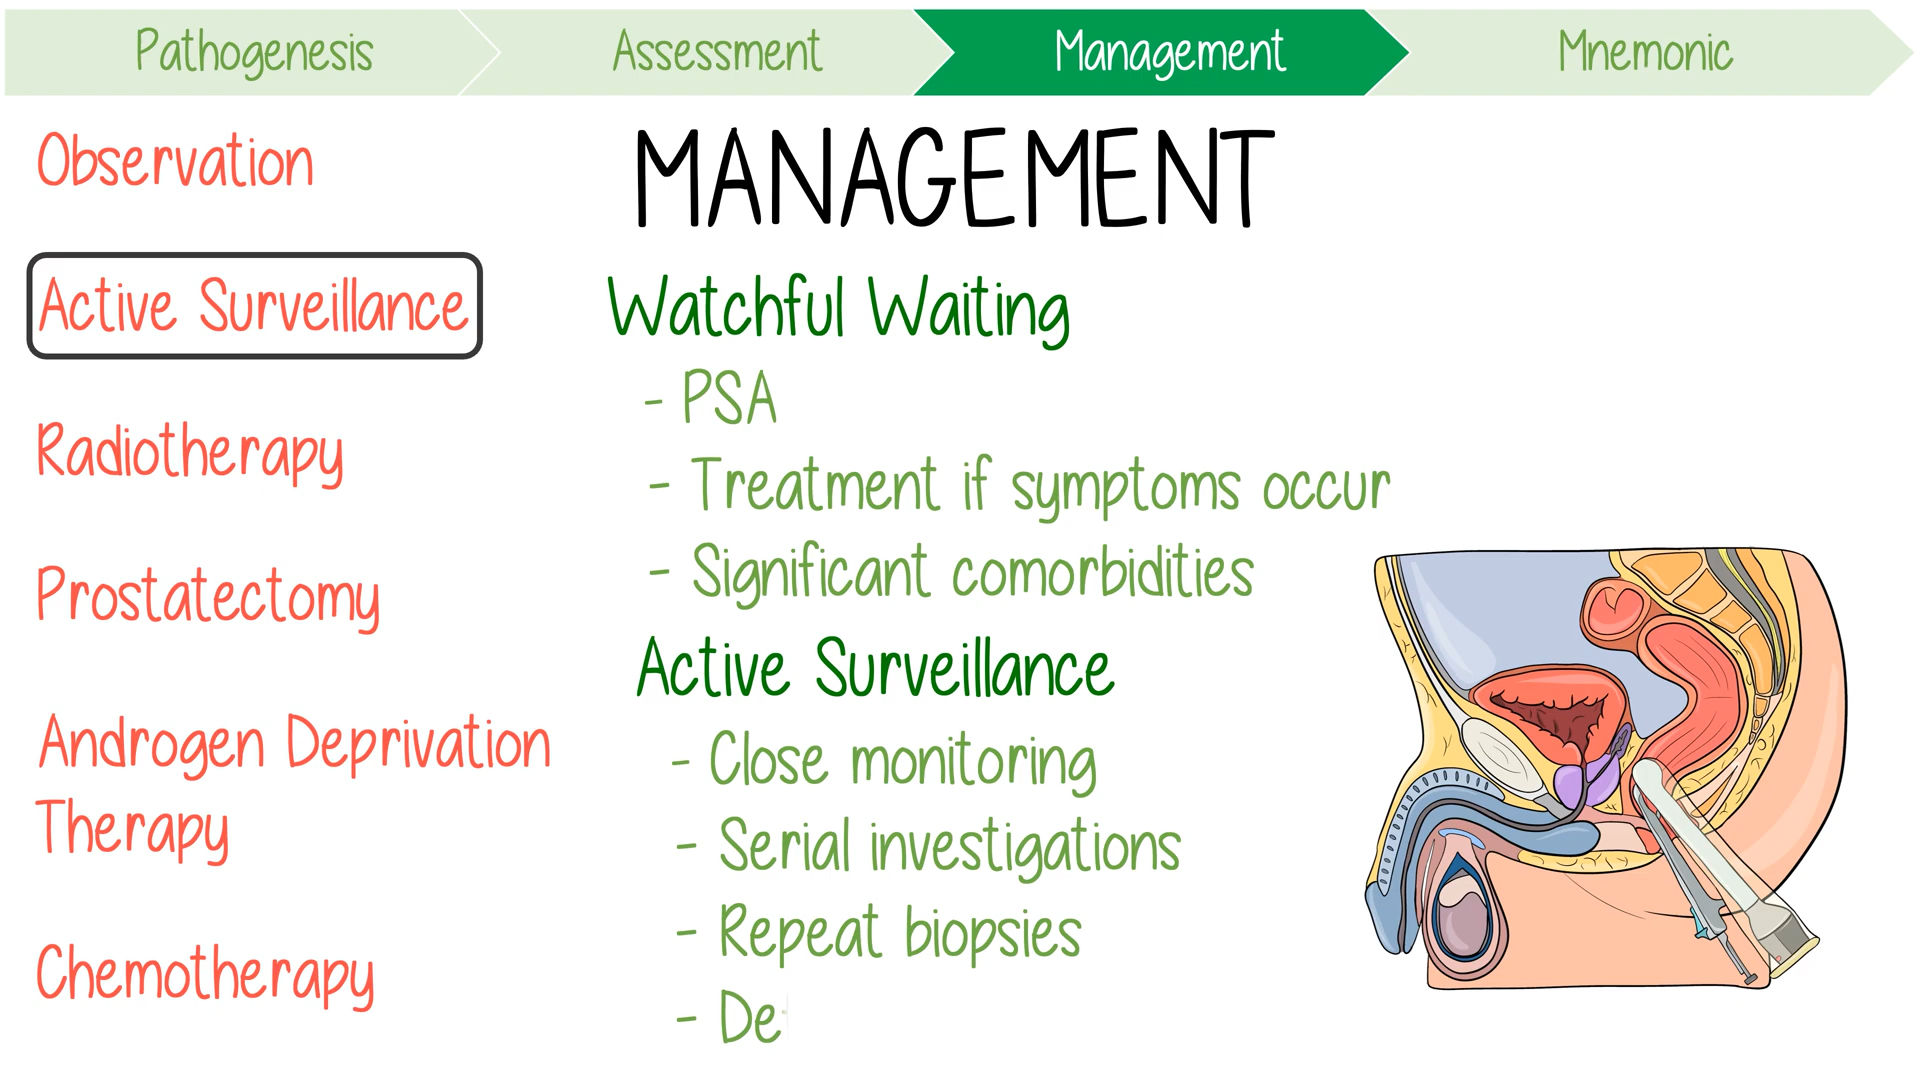 Pathogenesis
Assessment
Management
Mnemonic
MANAGEMENT
Observation
Active Surveillance
Radiotherapy
Prostatectomy
Androgen Deprivation
Therapy
Chemotherapy
Watchful Waiting
- PSA
- Treatment if symptoms occur
- Significant comorbidities
Active Surveillance
- Close monitoring
- Serial investigations
- Repeat biopsies
- De